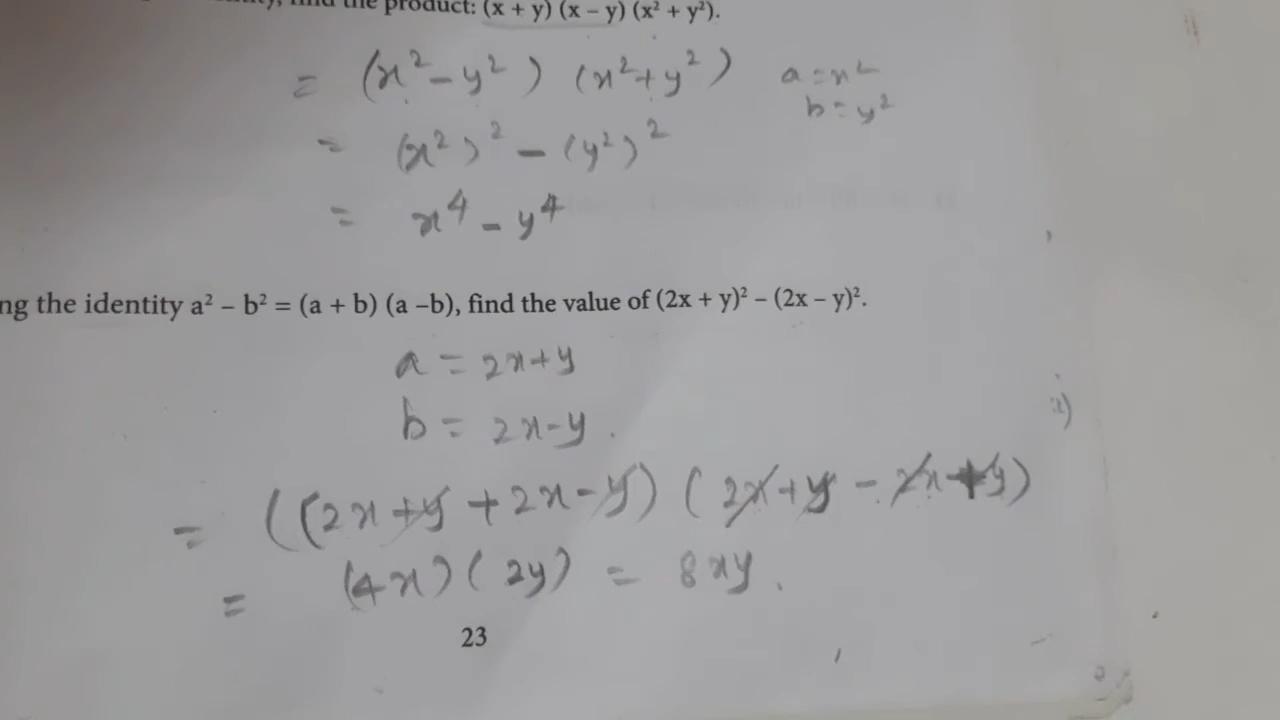 the product: (x + y) (x – y) (x² + y²).
= (x² – y²) (x² + y²) a = x²
b = y²
= (x²)² – (y²)²
= x⁴ – y⁴
the identity a² – b² = (a + b) (a –b), find the value of (2x + y)² – (2x – y)².
a = 2x+y
b = 2x-y.
= ((2x+y + 2x-y) (2x+y - 2x+y)
= (4x) (2y) = 8xy.
23